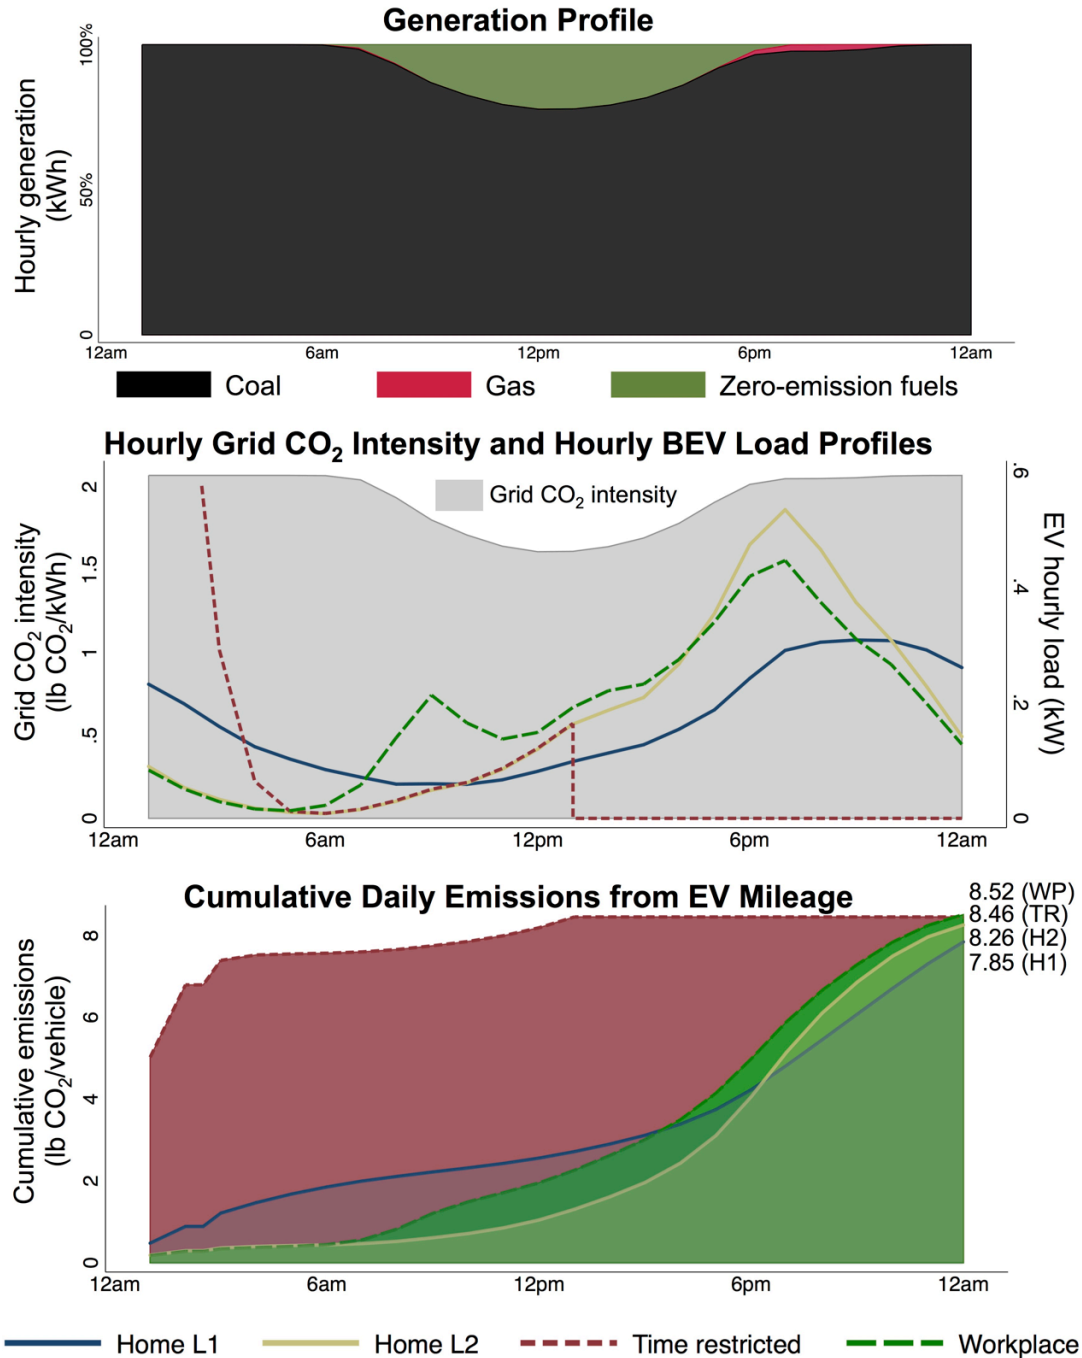 Generation Profile
Hourly generation
(kWh)
100%
50%
0
12am 6am 12pm 6pm 12am
Coal Gas Zero-emission fuels
Hourly Grid CO₂ Intensity and Hourly BEV Load Profiles
Grid CO₂ intensity
(lb CO₂/kWh)
2
1.5
1
.5
0
Grid CO₂ intensity
.6
.4
.2
0
EV hourly load (kW)
12am 6am 12pm 6pm 12am
Cumulative Daily Emissions from EV Mileage
Cumulative emissions
(lb CO₂/vehicle)
8
6
4
2
0
8.52 (WP)
8.46 (TR)
8.26 (H2)
7.85 (H1)
12am 6am 12pm 6pm 12am
Home L1 Home L2 Time restricted Workplace